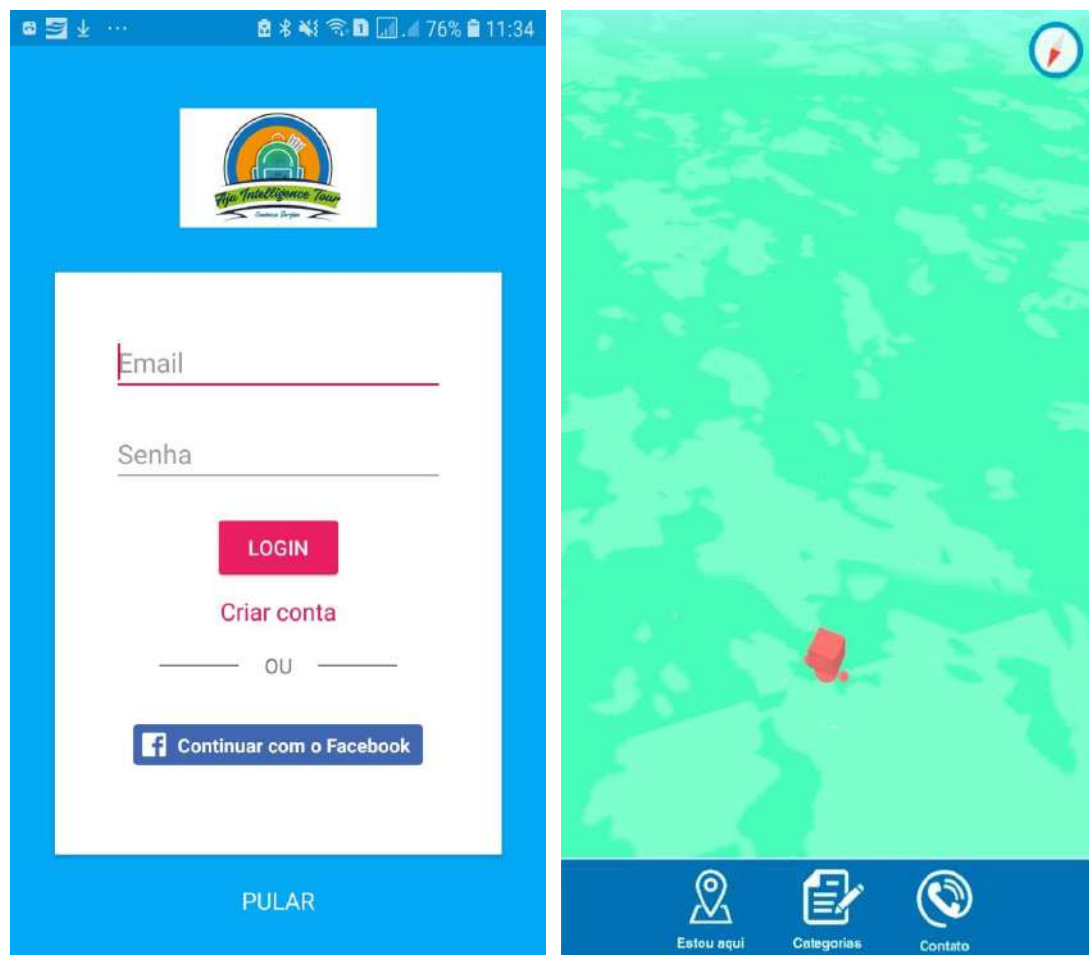 76% 11:34
Aju Intelligence Tour
Email
Senha
LOGIN
Criar conta
OU
Continuar com o Facebook
PULAR
Estou aqui
Categorias
Contato